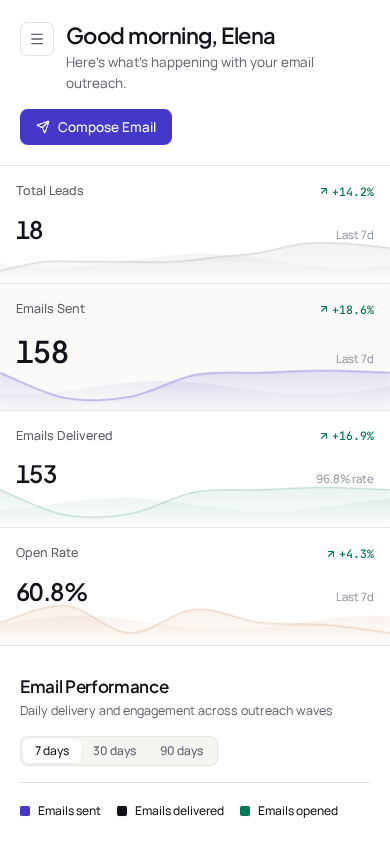 Good morning, Elena
Here's what's happening with your email
outreach.
Compose Email
Total Leads
+14.2%
18
Last 7d
Emails Sent
+18.6%
158
Last 7d
Emails Delivered
+16.9%
153
96.8% rate
Open Rate
+4.3%
60.8%
Last 7d
Email Performance
Daily delivery and engagement across outreach waves
7 days 30 days 90 days
Emails sent Emails delivered Emails opened